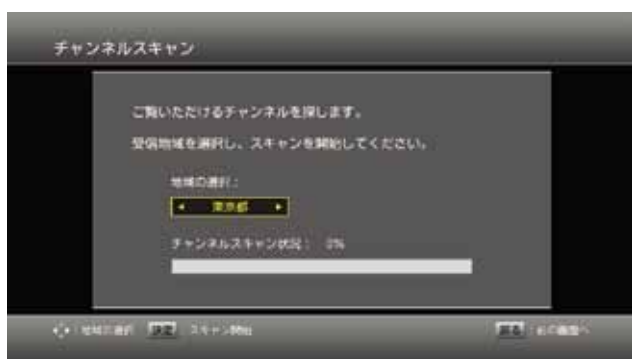 チャンネルスキャン
ご覧いただけるチャンネルを探します。
受信地域を選択し、スキャンを開始してください。
地域の選択:
東京都
チャンネルスキャン状況: 0%
:地域の選択 決定 :スキャン開始
戻る :前の画面へ